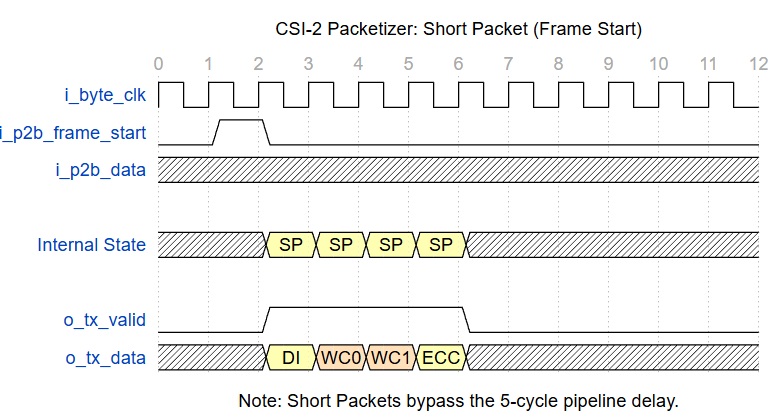 CSI-2 Packetizer: Short Packet (Frame Start)
0 1 2 3 4 5 6 7 8 9 10 11 12
i_byte_clk
i_p2b_frame_start
i_p2b_data
Internal State SP SP SP SP
o_tx_valid
o_tx_data DI WC0 WC1 ECC
Note: Short Packets bypass the 5-cycle pipeline delay.